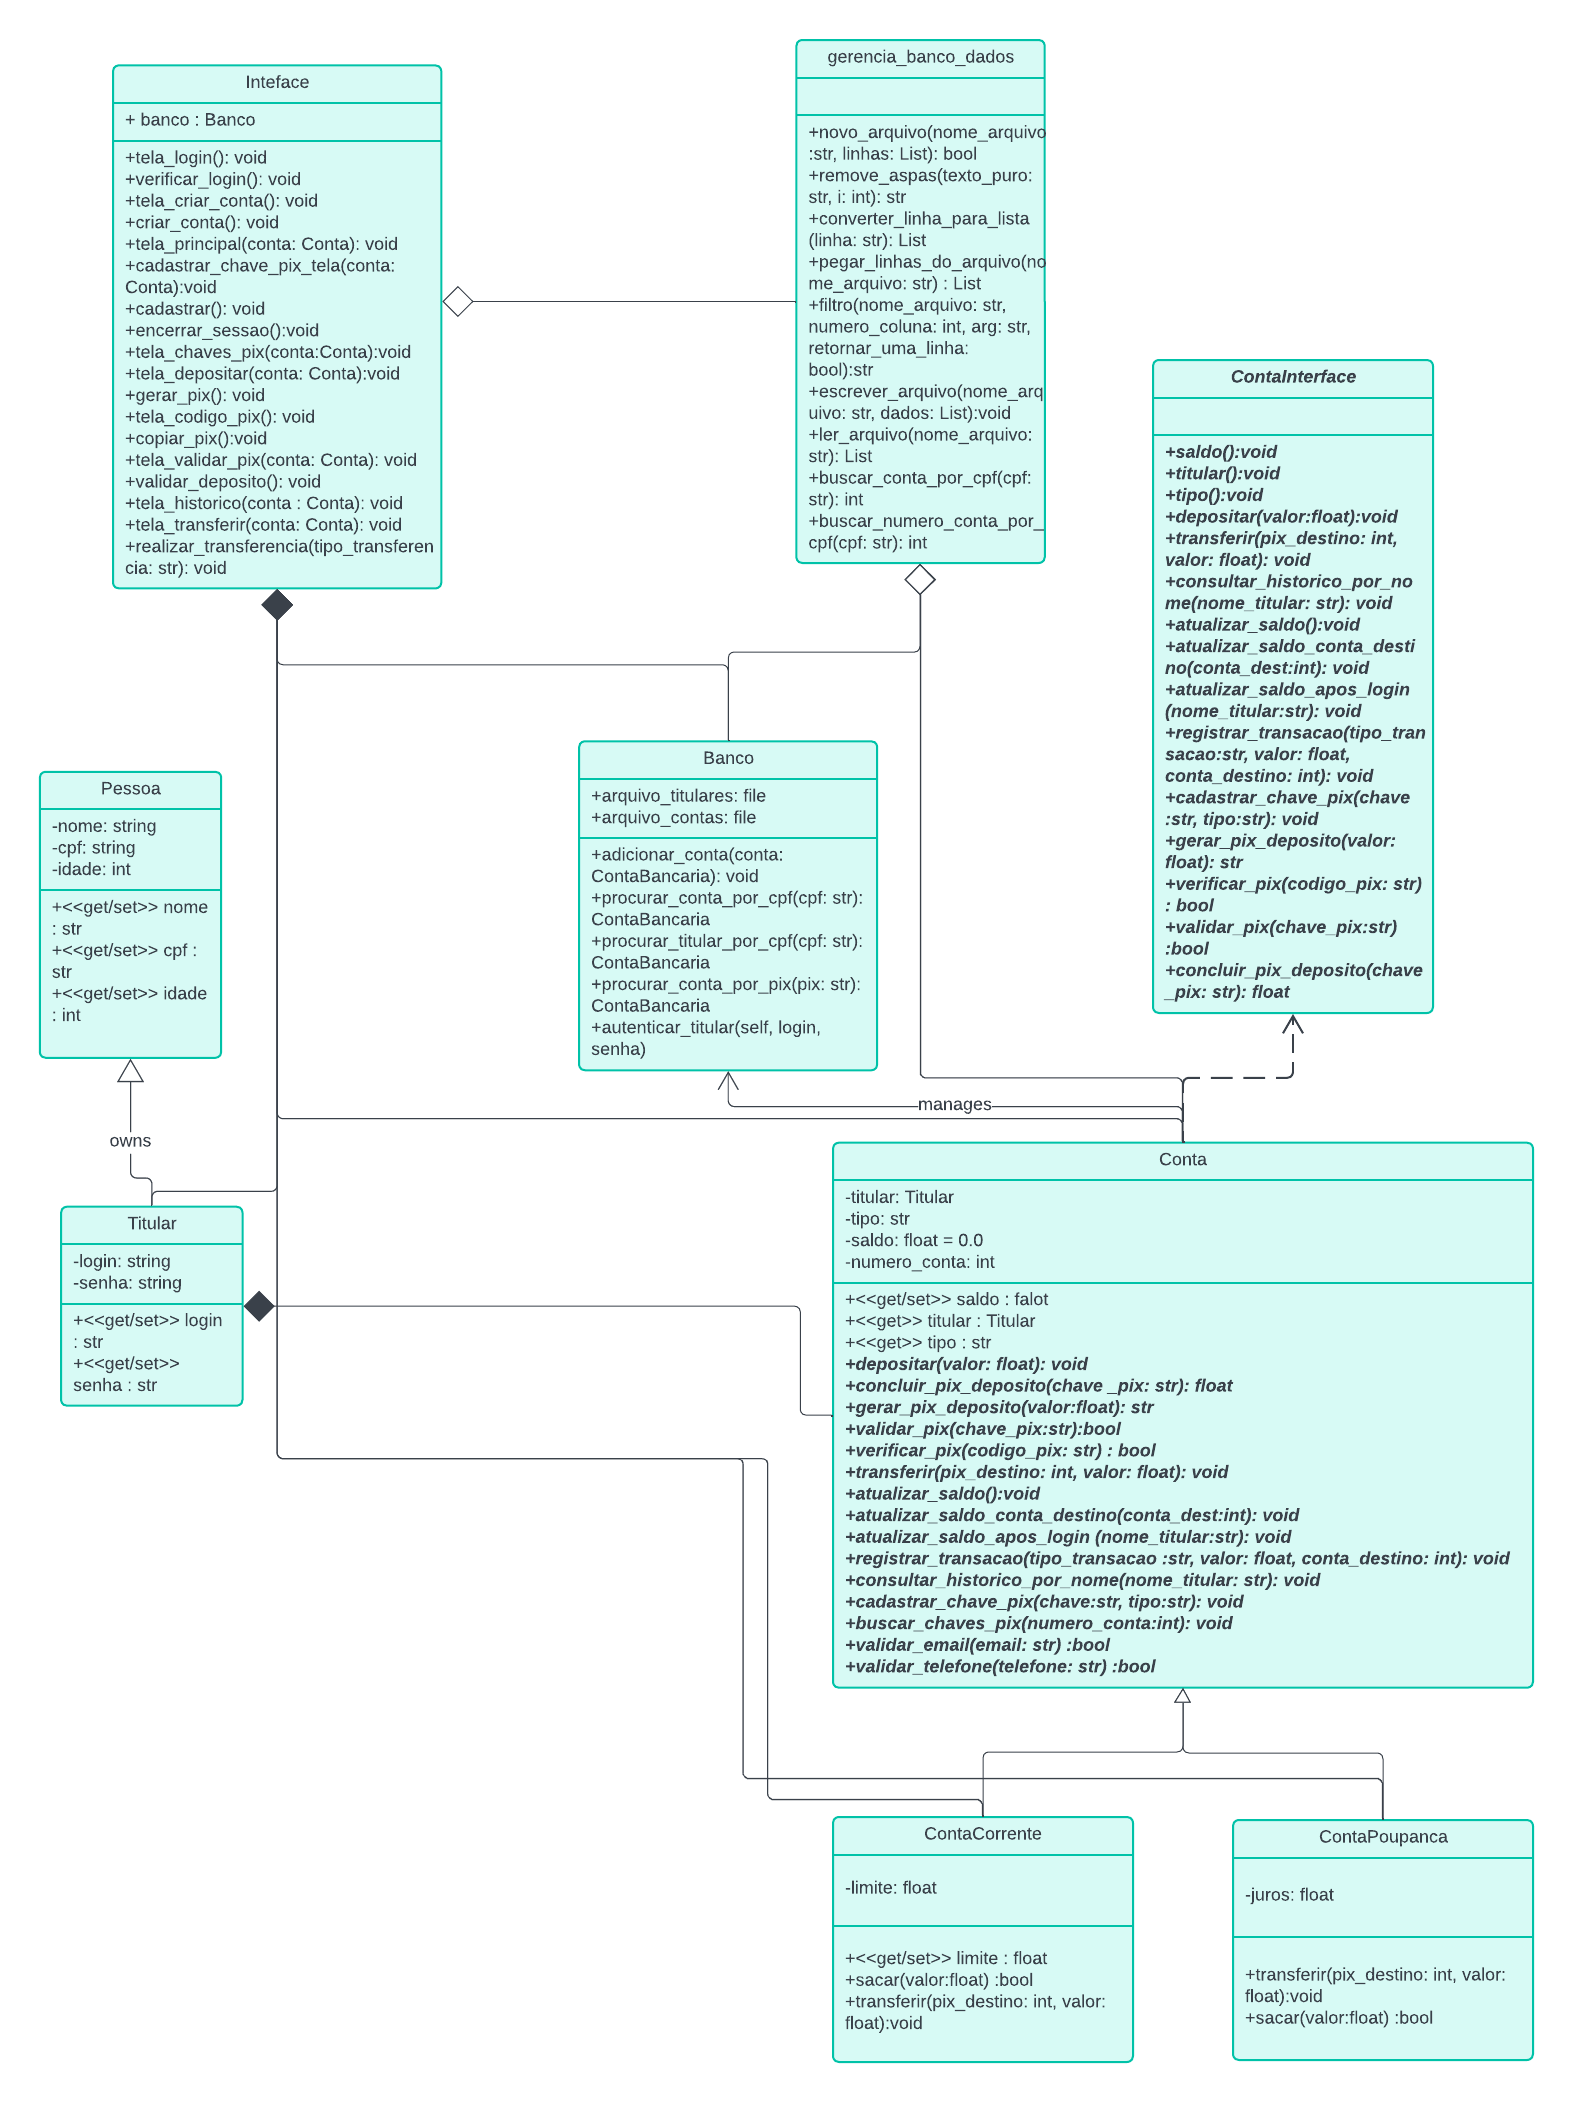 Inteface
+ banco : Banco
+tela_login(): void
+verificar_login(): void
+tela_criar_conta(): void
+criar_conta(): void
+tela_principal(conta: Conta): void
+cadastrar_chave_pix_tela(conta:
Conta):void
+cadastrar(): void
+encerrar_sessao():void
+tela_chaves_pix(conta:Conta):void
+tela_depositar(conta: Conta):void
+gerar_pix(): void
+tela_codigo_pix(): void
+copiar_pix():void
+tela_validar_pix(conta: Conta): void
+validar_deposito(): void
+tela_historico(conta : Conta): void
+tela_transferir(conta: Conta): void
+realizar_transferencia(tipo_transferen
cia: str): void
gerencia_banco_dados
+novo_arquivo(nome_arquivo
:str, linhas: List): bool
+remove_aspas(texto_puro:
str, i: int): str
+converter_linha_para_lista
(linha: str): List
+pegar_linhas_do_arquivo(no
me_arquivo: str) : List
+filtro(nome_arquivo: str,
numero_coluna: int, arg: str,
retornar_uma_linha:
bool):str
+escrever_arquivo(nome_arq
uivo: str, dados: List):void
+ler_arquivo(nome_arquivo:
str): List
+buscar_conta_por_cpf(cpf:
str): int
+buscar_numero_conta_por_
cpf(cpf: str): int
ContaInterface
+saldo():void
+titular():void
+tipo():void
+depositar(valor:float):void
+transferir(pix_destino: int,
valor: float): void
+consultar_historico_por_no
me(nome_titular: str): void
+atualizar_saldo():void
+atualizar_saldo_conta_desti
no(conta_dest:int): void
+atualizar_saldo_apos_login
(nome_titular:str): void
+registrar_transacao(tipo_tran
sacao:str, valor: float,
conta_destino: int): void
+cadastrar_chave_pix(chave
:str, tipo:str): void
+gerar_pix_deposito(valor:
float): str
+verificar_pix(codigo_pix: str)
: bool
+validar_pix(chave_pix:str)
:bool
+concluir_pix_deposito(chave
_pix: str): float
Banco
+arquivo_titulares: file
+arquivo_contas: file
+adicionar_conta(conta:
ContaBancaria): void
+procurar_conta_por_cpf(cpf: str):
ContaBancaria
+procurar_titular_por_cpf(cpf: str):
ContaBancaria
+procurar_conta_por_pix(pix: str):
ContaBancaria
+autenticar_titular(self, login,
senha)
Pessoa
-nome: string
-cpf: string
-idade: int
+<<get/set>> nome
: str
+<<get/set>> cpf :
str
+<<get/set>> idade
: int
manages
owns
Titular
-login: string
-senha: string
+<<get/set>> login
: str
+<<get/set>>
senha : str
Conta
-titular: Titular
-tipo: str
-saldo: float = 0.0
-numero_conta: int
+<<get/set>> saldo : falot
+<<get>> titular : Titular
+<<get>> tipo : str
+depositar(valor: float): void
+concluir_pix_deposito(chave _pix: str): float
+gerar_pix_deposito(valor:float): str
+validar_pix(chave_pix:str):bool
+verificar_pix(codigo_pix: str) : bool
+transferir(pix_destino: int, valor: float): void
+atualizar_saldo():void
+atualizar_saldo_conta_destino(conta_dest:int): void
+atualizar_saldo_apos_login (nome_titular:str): void
+registrar_transacao(tipo_transacao :str, valor: float, conta_destino: int): void
+consultar_historico_por_nome(nome_titular: str): void
+cadastrar_chave_pix(chave:str, tipo:str): void
+buscar_chaves_pix(numero_conta:int): void
+validar_email(email: str) :bool
+validar_telefone(telefone: str) :bool
ContaCorrente
-limite: float
+<<get/set>> limite : float
+sacar(valor:float) :bool
+transferir(pix_destino: int, valor:
float):void
ContaPoupanca
-juros: float
+transferir(pix_destino: int, valor:
float):void
+sacar(valor:float) :bool